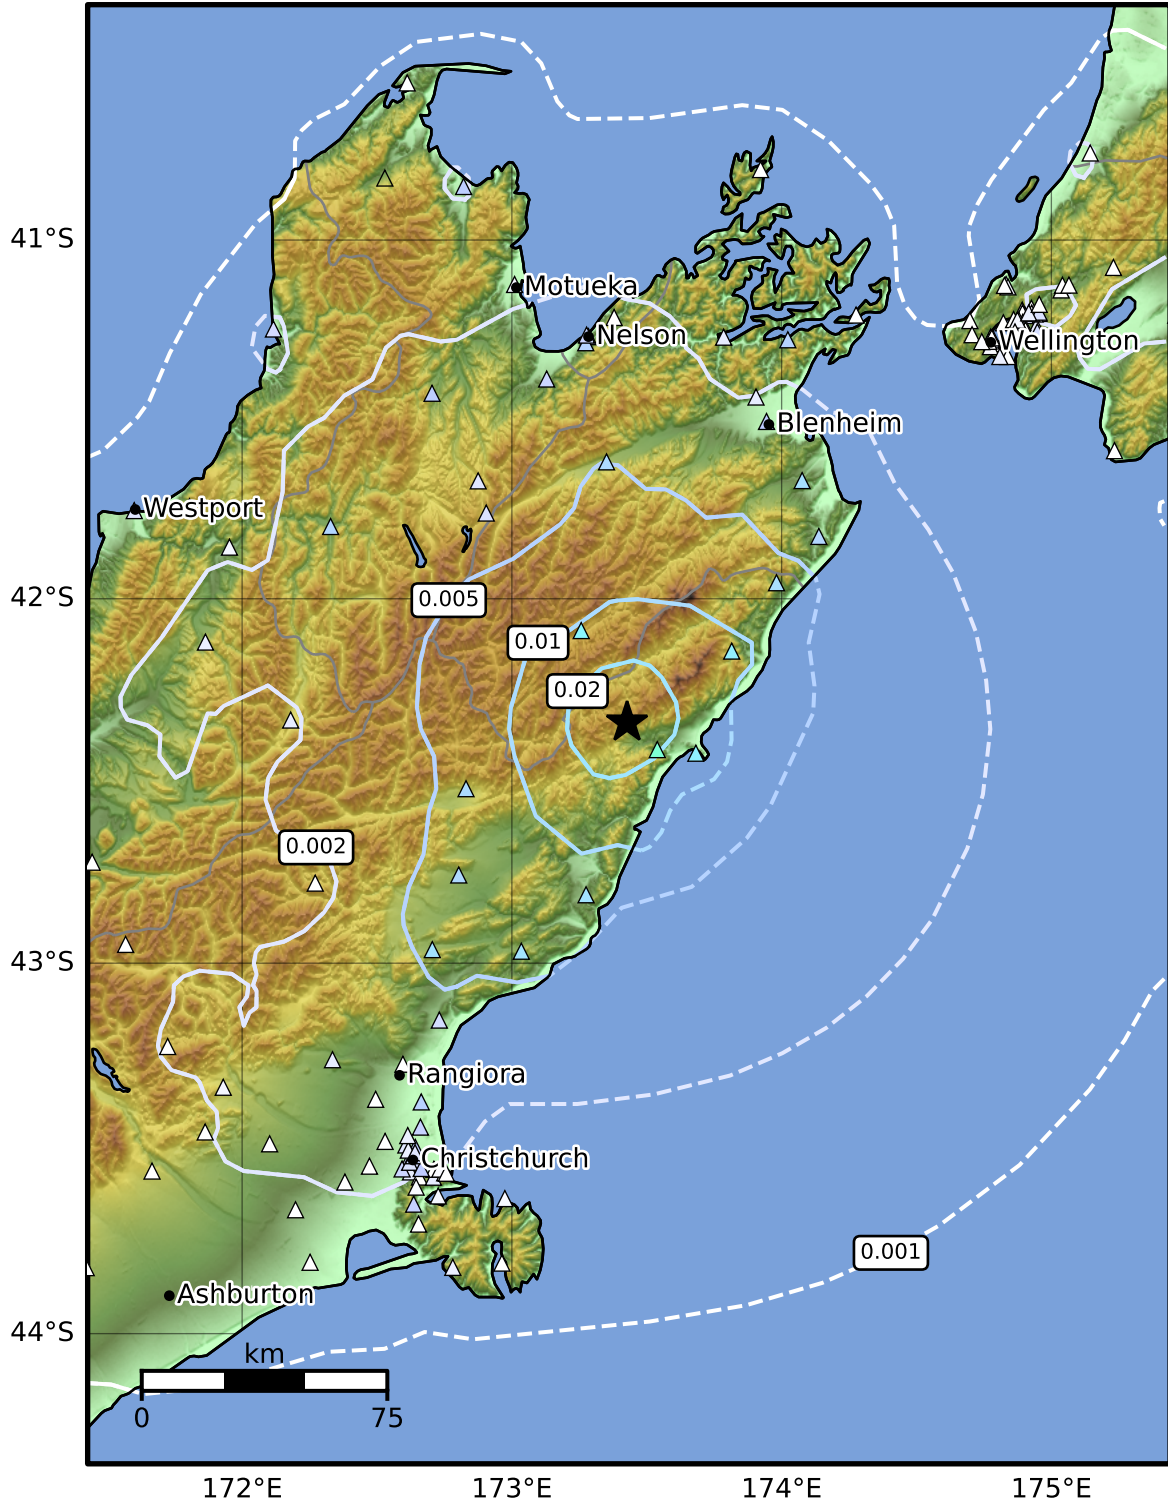 41°S
Motueka
Nelson
Wellington
Blenheim
Westport
42°S
0.005
0.01
0.02
0.002
43°S
Rangiora
Christchurch
0.001
Ashburton
44°S
km
0 75
172°E 173°E 174°E 175°E